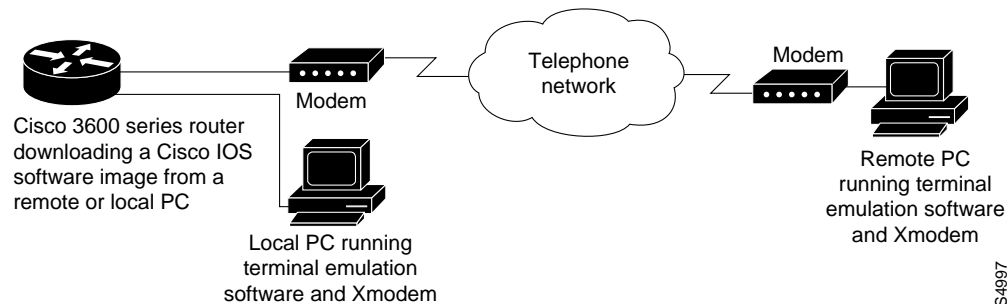 Telephone
network
Modem
Modem
Cisco 3600 series router
downloading a Cisco IOS
software image from a
remote or local PC
Local PC running
terminal emulation
software and Xmodem
Remote PC
running terminal
emulation software
and Xmodem
S4997